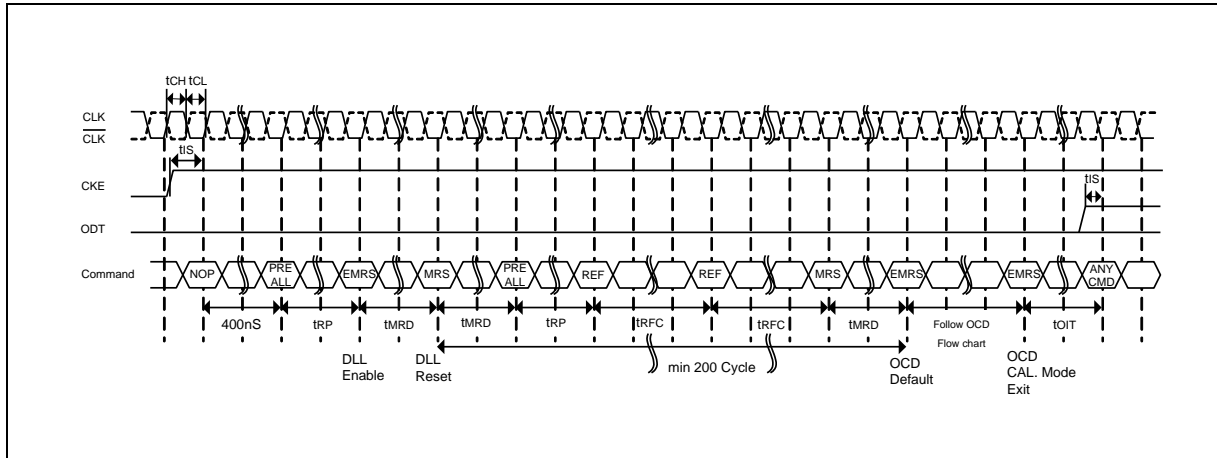 tCH tCL
CLK
CLK
tIS
CKE
tIS
ODT
Command
NOP
PRE
ALL
EMRS
MRS
PRE
ALL
REF
REF
MRS
EMRS
EMRS
ANY
CMD
400nS
tRP
tMRD
tMRD
tRP
tRFC
tRFC
tMRD
Follow OCD
Flow chart
tOIT
DLL
Enable
DLL
Reset
min 200 Cycle
OCD
Default
OCD
CAL. Mode
Exit